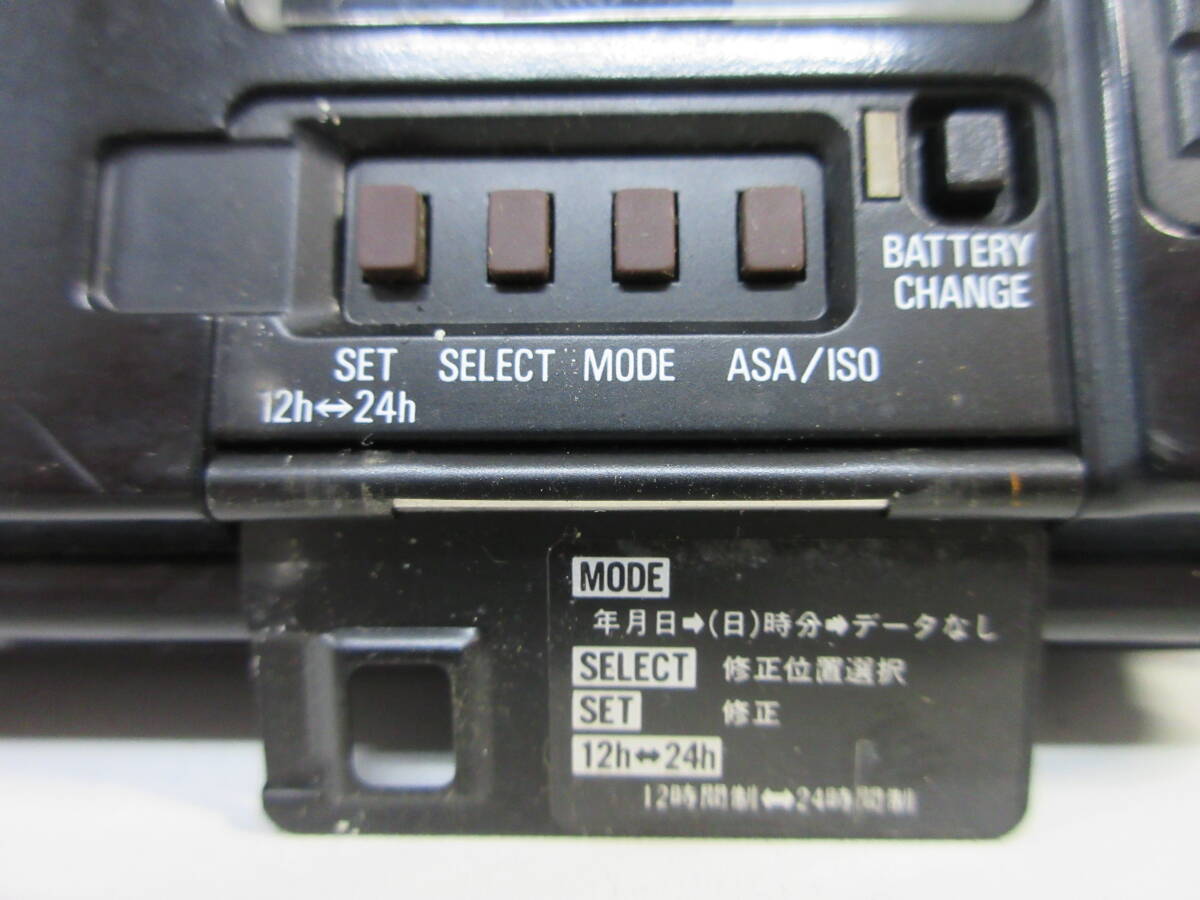 BATTERY
CHANGE
SET SELECT MODE ASA/ISO
12h↔24h
MODE
年月日➡(日)時分➡データなし
SELECT 修正位置選択
SET 修正
12h↔24h
12時間制↔24時間制